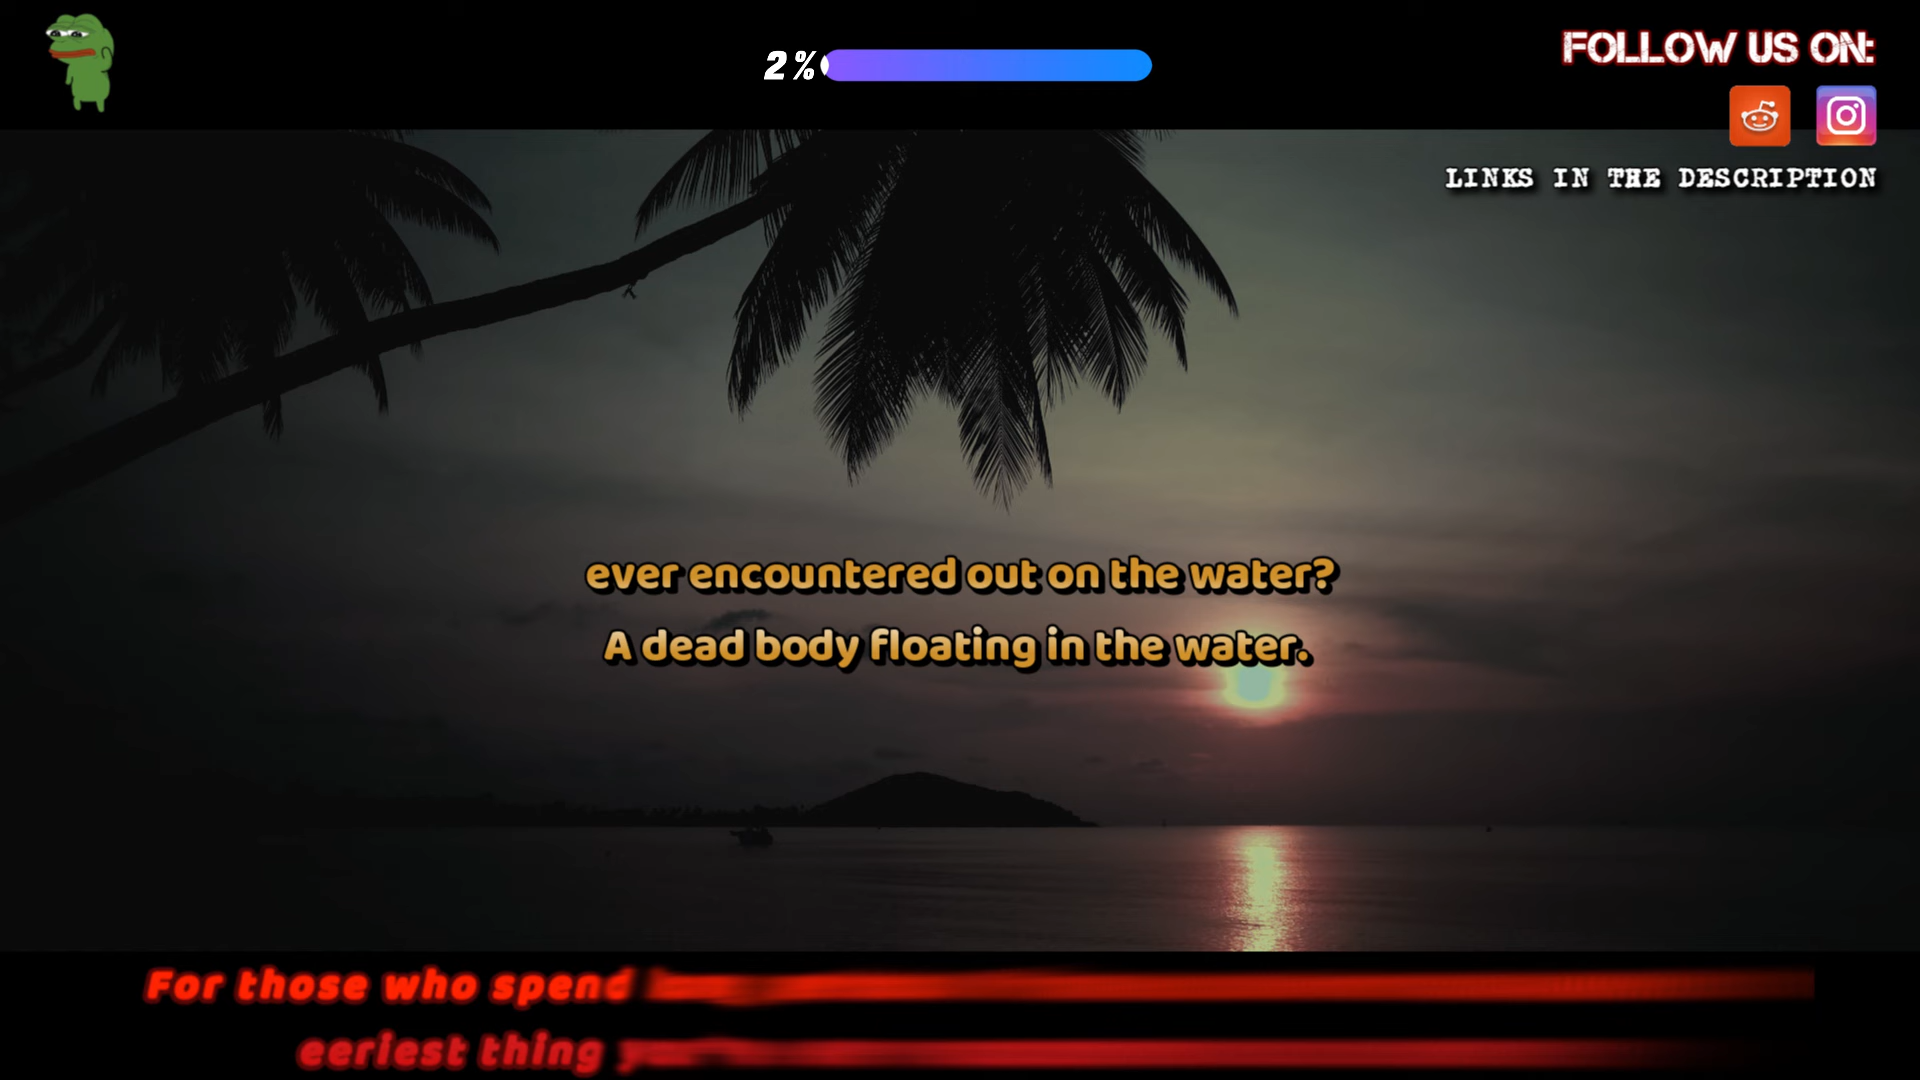 2%
FOLLOW US ON:
LINKS IN THE DESCRIPTION
ever encountered out on the water?
A dead body floating in the water.
For those who spend
eeriest thing